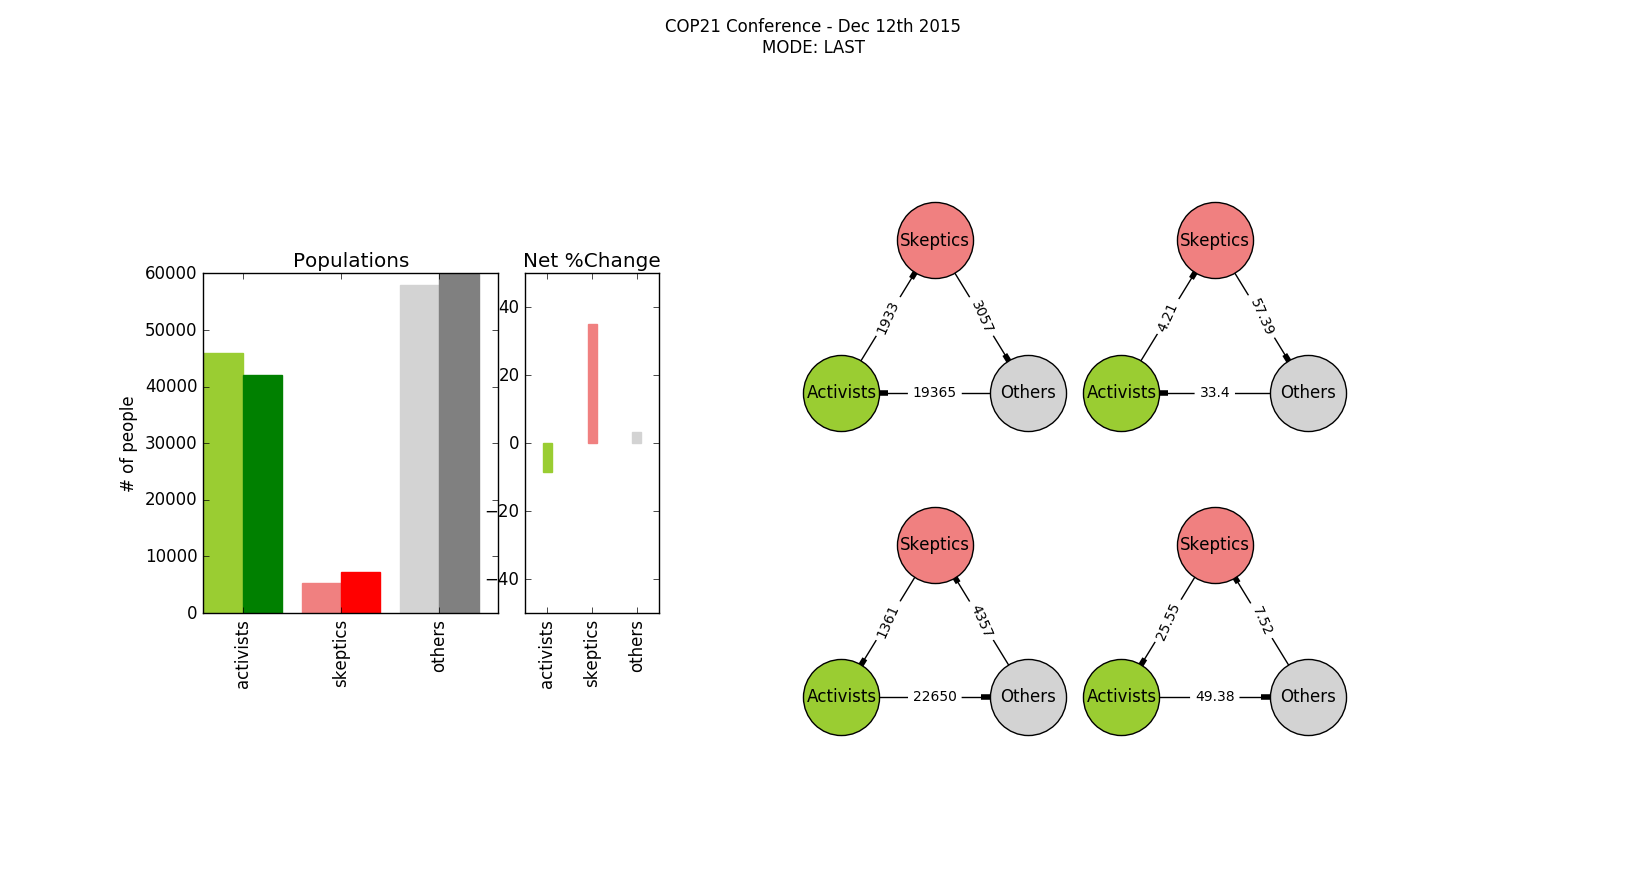 COP21 Conference - Dec 12th 2015
MODE: LAST
Populations
# of people
60000
50000
40000
30000
20000
10000
0
activists
skeptics
others
Net %Change
40
20
0
−20
−40
activists
skeptics
others
Skeptics
1933
3057
Activists
19365
Others
Skeptics
4.21
57.39
Activists
33.4
Others
Skeptics
1361
4357
Activists
22650
Others
Skeptics
25.55
7.52
Activists
49.38
Others